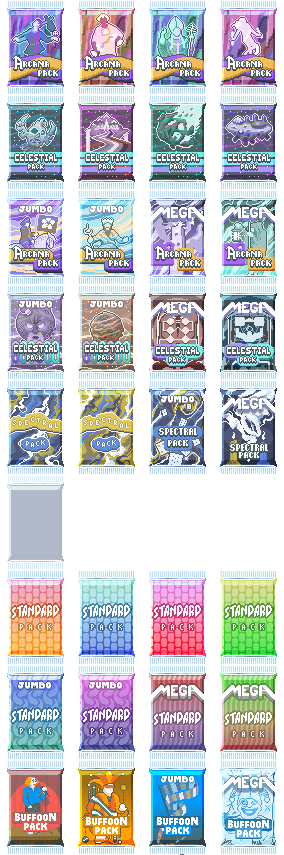 ARCANA PACK
ARCANA PACK
ARCANA PACK
ARCANA PACK
CELESTIAL PACK
CELESTIAL PACK
CELESTIAL PACK
CELESTIAL PACK
JUMBO ARCANA PACK
JUMBO ARCANA PACK
MEGA ARCANA PACK
MEGA ARCANA PACK
JUMBO CELESTIAL PACK
JUMBO CELESTIAL PACK
MEGA CELESTIAL PACK
MEGA CELESTIAL PACK
SPECTRAL PACK
SPECTRAL PACK
JUMBO SPECTRAL PACK
MEGA SPECTRAL PACK
STANDARD PACK
STANDARD PACK
STANDARD PACK
STANDARD PACK
JUMBO STANDARD PACK
JUMBO STANDARD PACK
MEGA STANDARD PACK
MEGA STANDARD PACK
BUFFOON PACK
BUFFOON PACK
JUMBO BUFFOON PACK
MEGA BUFFOON PACK